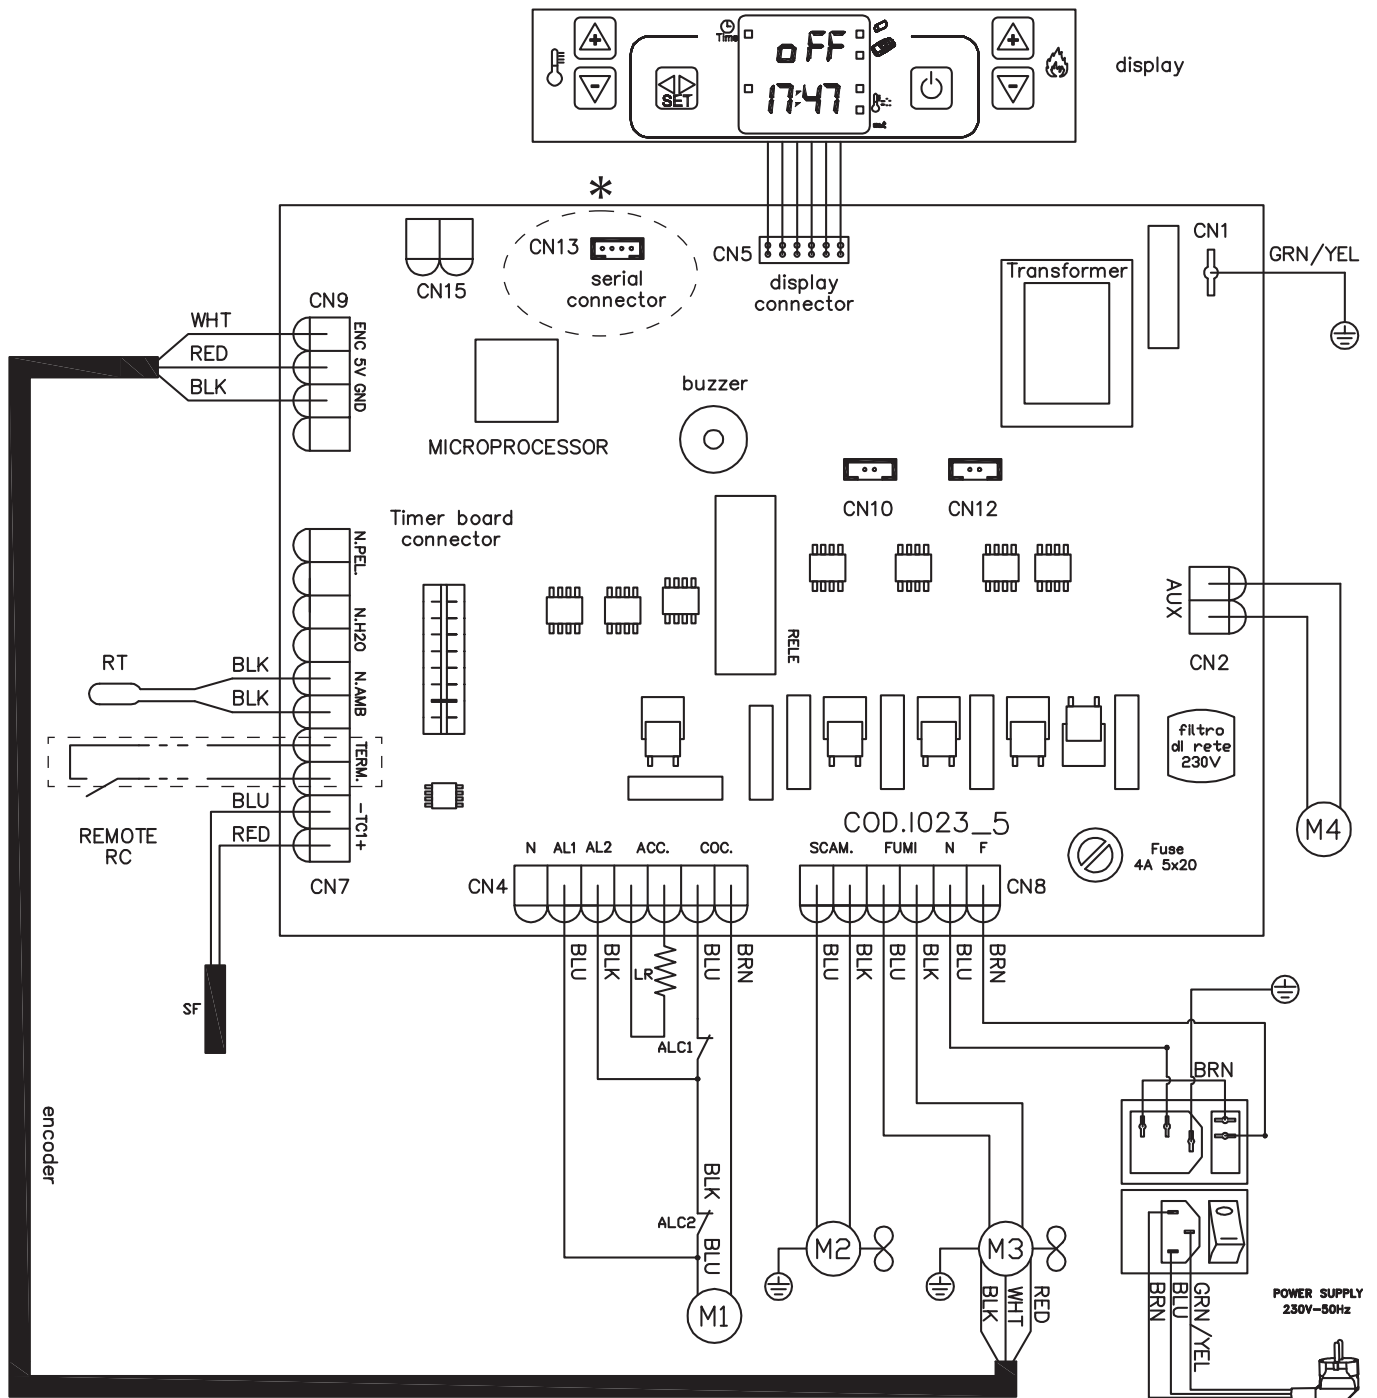 Time
oFF
17:47
SET
display
*
CN13
serial
connector
CN5
display
connector
CN15
CN1
GRN/YEL
Transformer
CN9
WHT
RED
BLK
ENC 5V GND
MICROPROCESSOR
buzzer
CN10
CN12
Timer board
connector
N.PEL.
N.H2O
N.AMB
TERM.
-TC1+
RELE
AUX
CN2
RT
BLK
BLK
BLU
RED
REMOTE
RC
CN7
filtro
di rete
230V
M4
COD.I023_5
Fuse
4A 5x20
N AL1 AL2 ACC. COC.
CN4
SCAM. FUMI N F
CN8
BLU
BLK
LR
BLU
BRN
BLU
BLK
BLU
BLK
BLU
BRN
SF
ALC1
BRN
encoder
BLK
ALC2
BLU
M1
M2
M3
BLK
WHT
RED
BRN
BLU
GRN/YEL
POWER SUPPLY
230V-50Hz